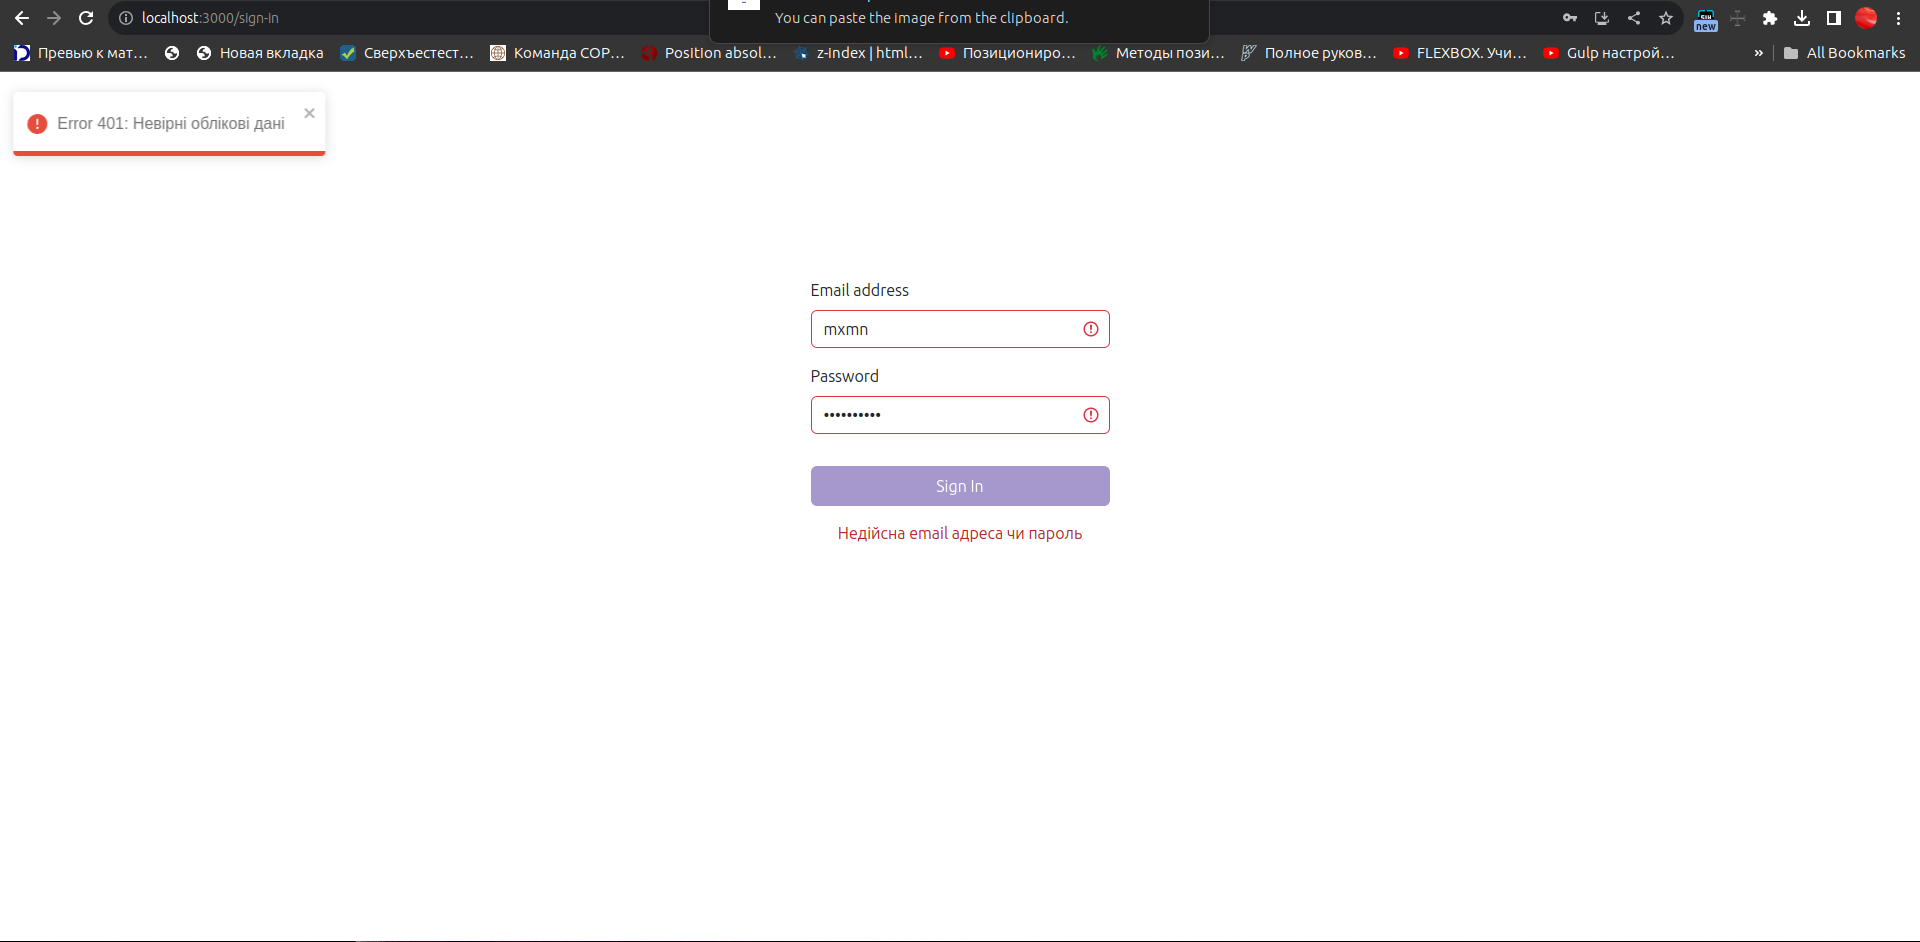 localhost:3000/sign-in
You can paste the image from the clipboard.
new
Превью к мат...
Новая вкладка
Сверхъестест...
Команда СОР...
Position absol...
z-index | html...
Позициониро...
Методы пози...
Полное руков...
FLEXBOX. Учи...
Gulp настрой...
»
All Bookmarks
Error 401: Невірні облікові дані
Email address
mxmn
Password
••••••••••
Sign In
Недійсна email адреса чи пароль